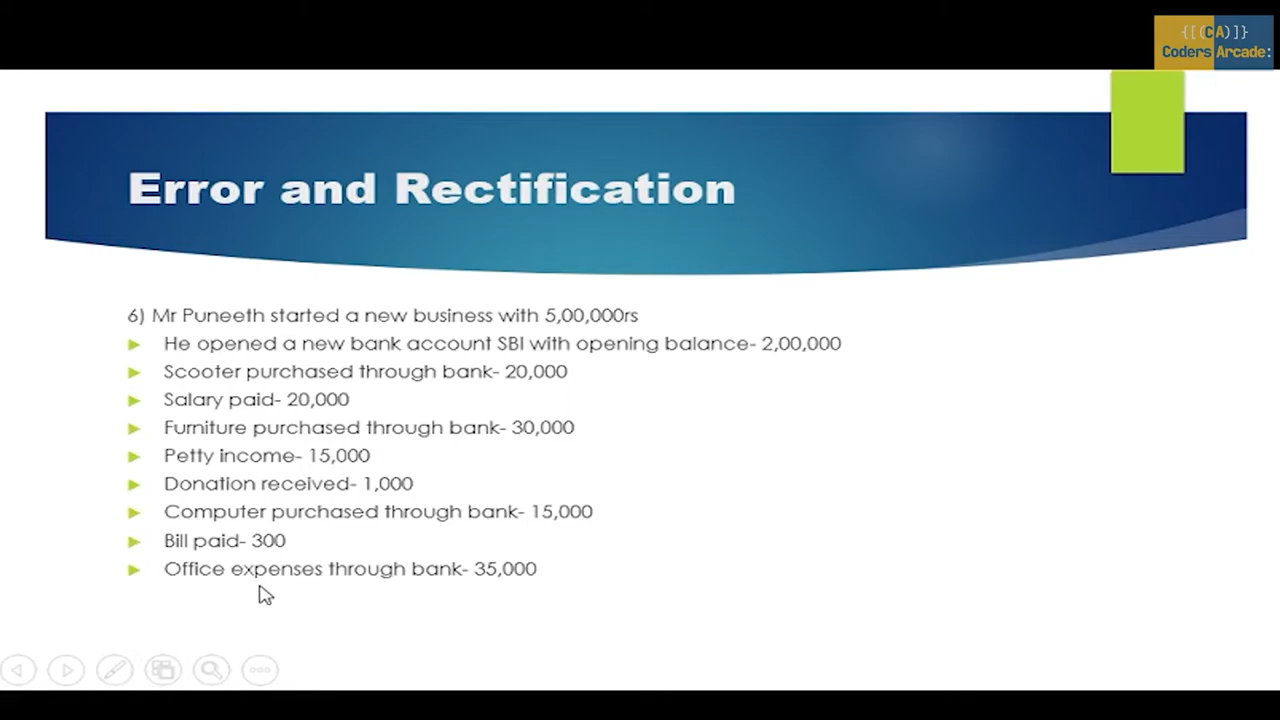 {[(CA)]}
Coders Arcade:
Error and Rectification
6) Mr Puneeth started a new business with 5,00,000rs
He opened a new bank account SBI with opening balance- 2,00,000
Scooter purchased through bank- 20,000
Salary paid- 20,000
Furniture purchased through bank- 30,000
Petty income- 15,000
Donation received- 1,000
Computer purchased through bank- 15,000
Bill paid- 300
Office expenses through bank- 35,000